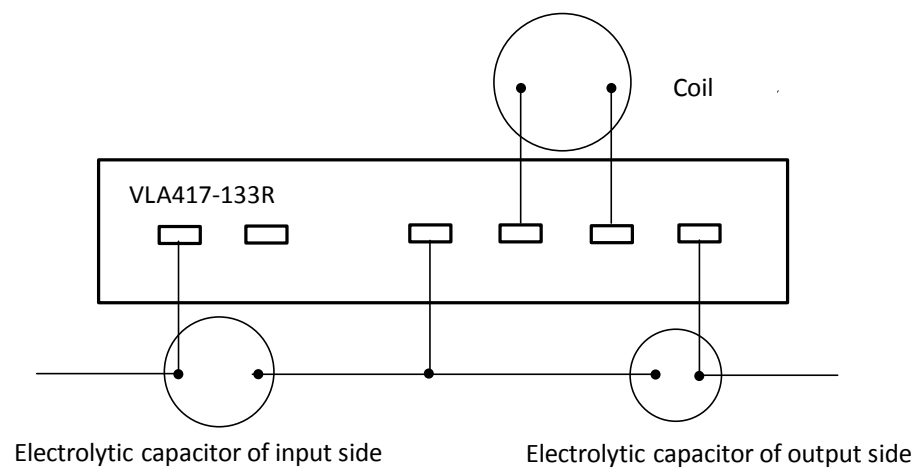 Coil
VLA417-133R
Electrolytic capacitor of input side
Electrolytic capacitor of output side